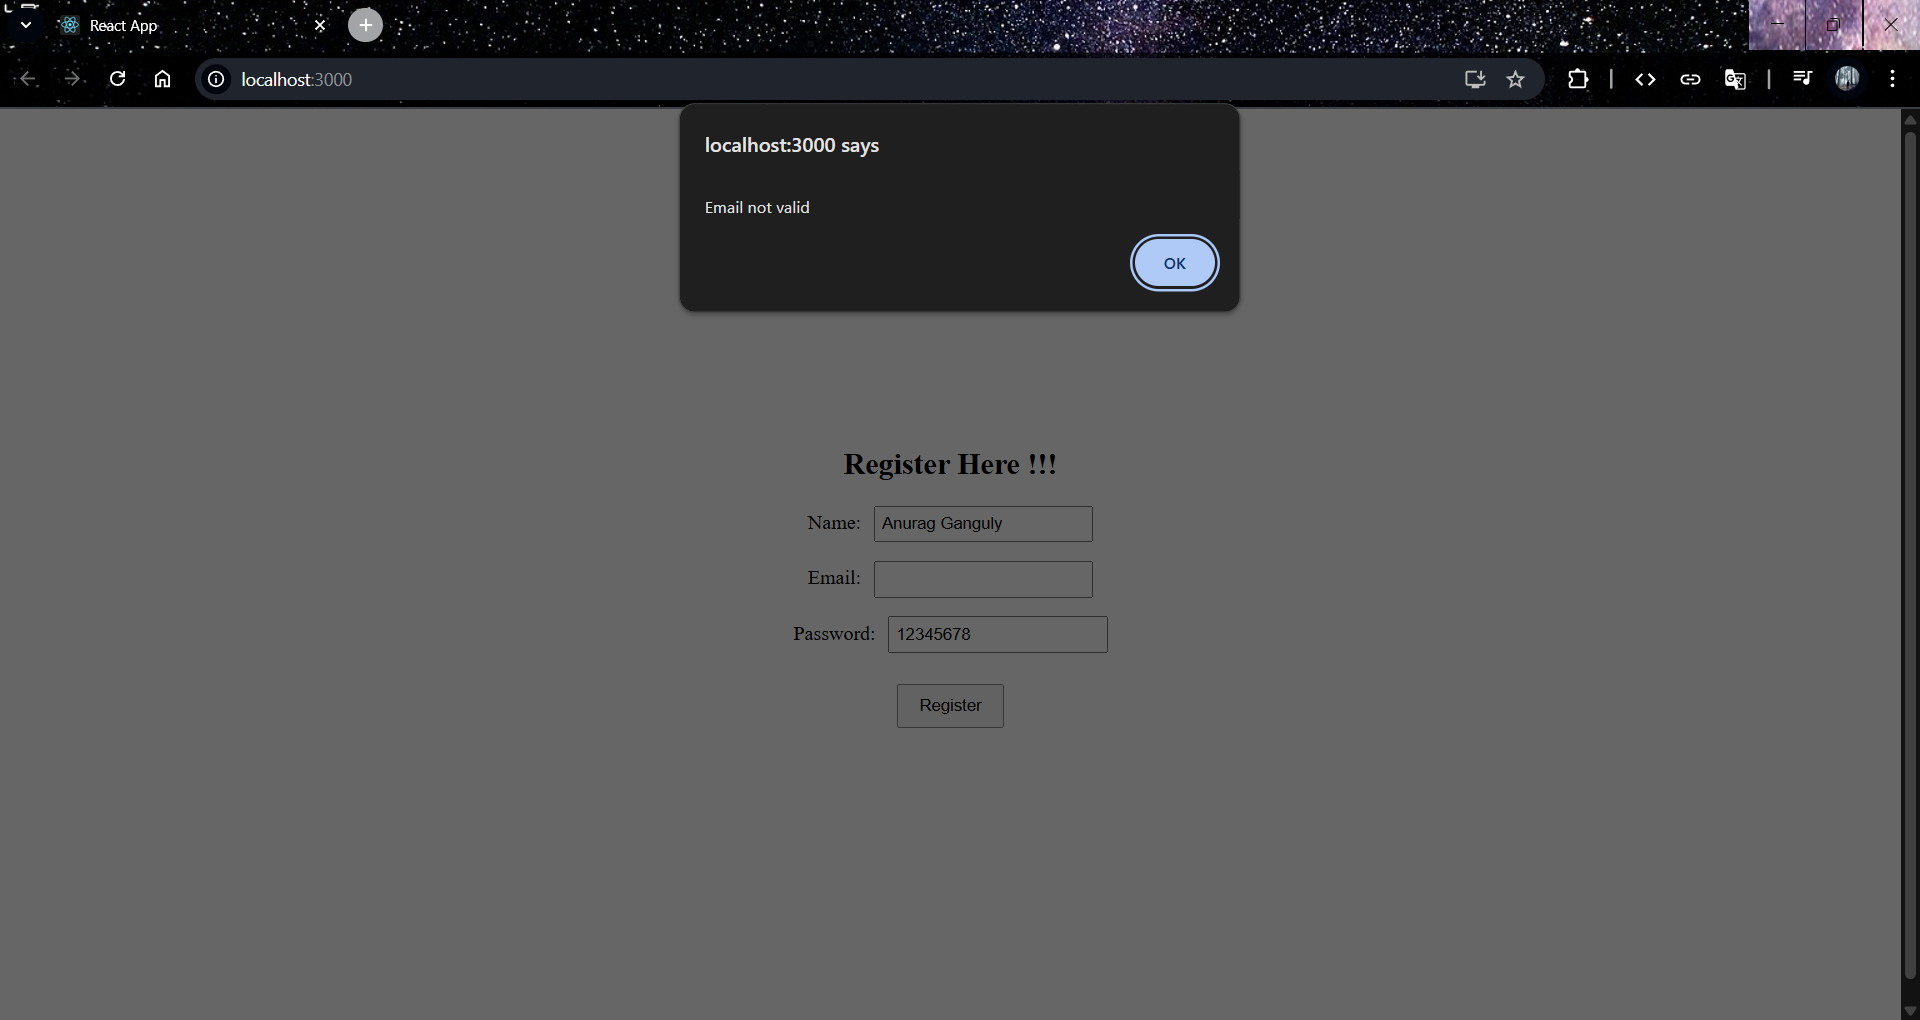 React App
localhost:3000
localhost:3000 says
Email not valid
OK
Register Here !!!
Name: Anurag Ganguly
Email:
Password: 12345678
Register